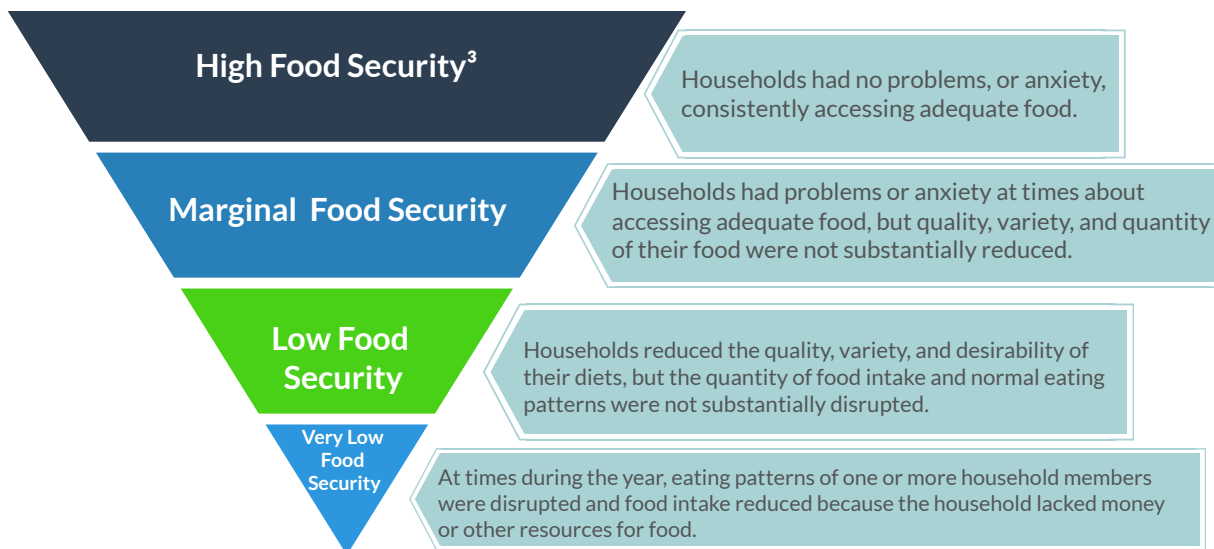 High Food Security³
Households had no problems, or anxiety,
consistently accessing adequate food.
Marginal Food Security
Households had problems or anxiety at times about
accessing adequate food, but quality, variety, and quantity
of their food were not substantially reduced.
Low Food
Security
Households reduced the quality, variety, and desirability of
their diets, but the quantity of food intake and normal eating
patterns were not substantially disrupted.
Very Low
Food
Security
At times during the year, eating patterns of one or more household members
were disrupted and food intake reduced because the household lacked money
or other resources for food.